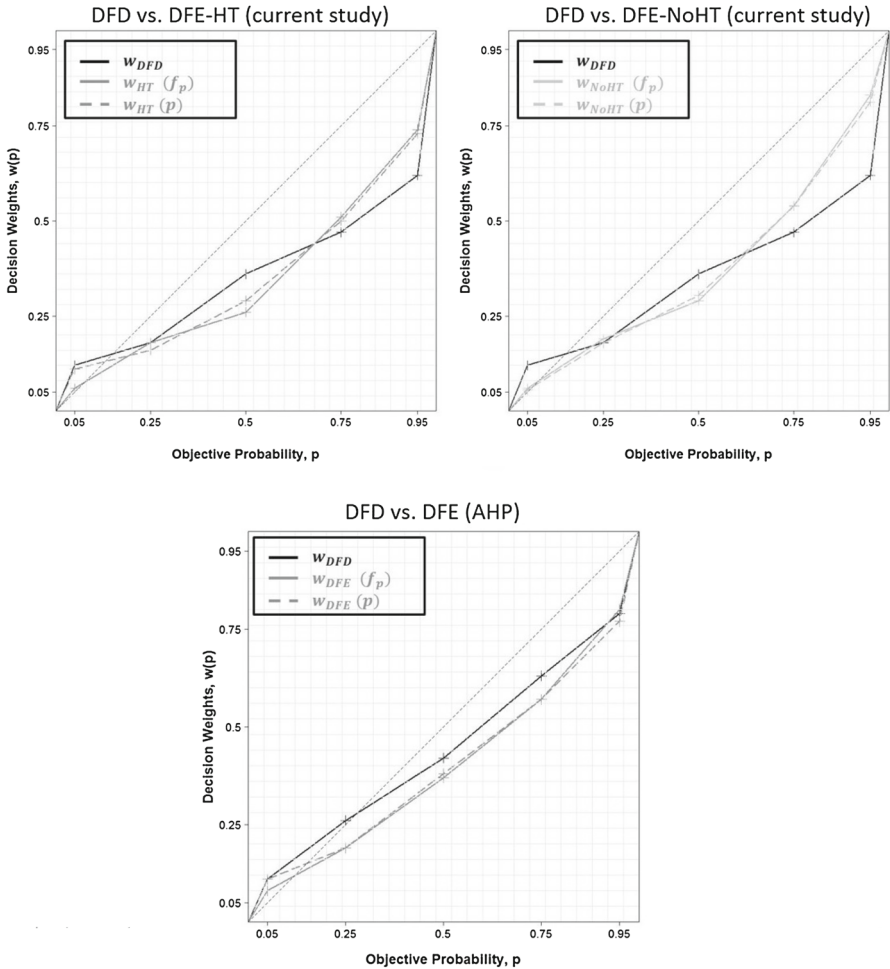 DFD vs. DFE-HT (current study)
0.95
0.75
0.5
0.25
0.05
Decision Weights, w(p)
w_DFD
w_HT (f_p)
w_HT (p)
0.05 0.25 0.5 0.75 0.95
Objective Probability, p
DFD vs. DFE-NoHT (current study)
0.95
0.75
0.5
0.25
0.05
Decision Weights, w(p)
w_DFD
w_NoHT (f_p)
w_NoHT (p)
0.05 0.25 0.5 0.75 0.95
Objective Probability, p
DFD vs. DFE (AHP)
0.95
0.75
0.5
0.25
0.05
Decision Weights, w(p)
w_DFD
w_DFE (f_p)
w_DFE (p)
0.05 0.25 0.5 0.75 0.95
Objective Probability, p